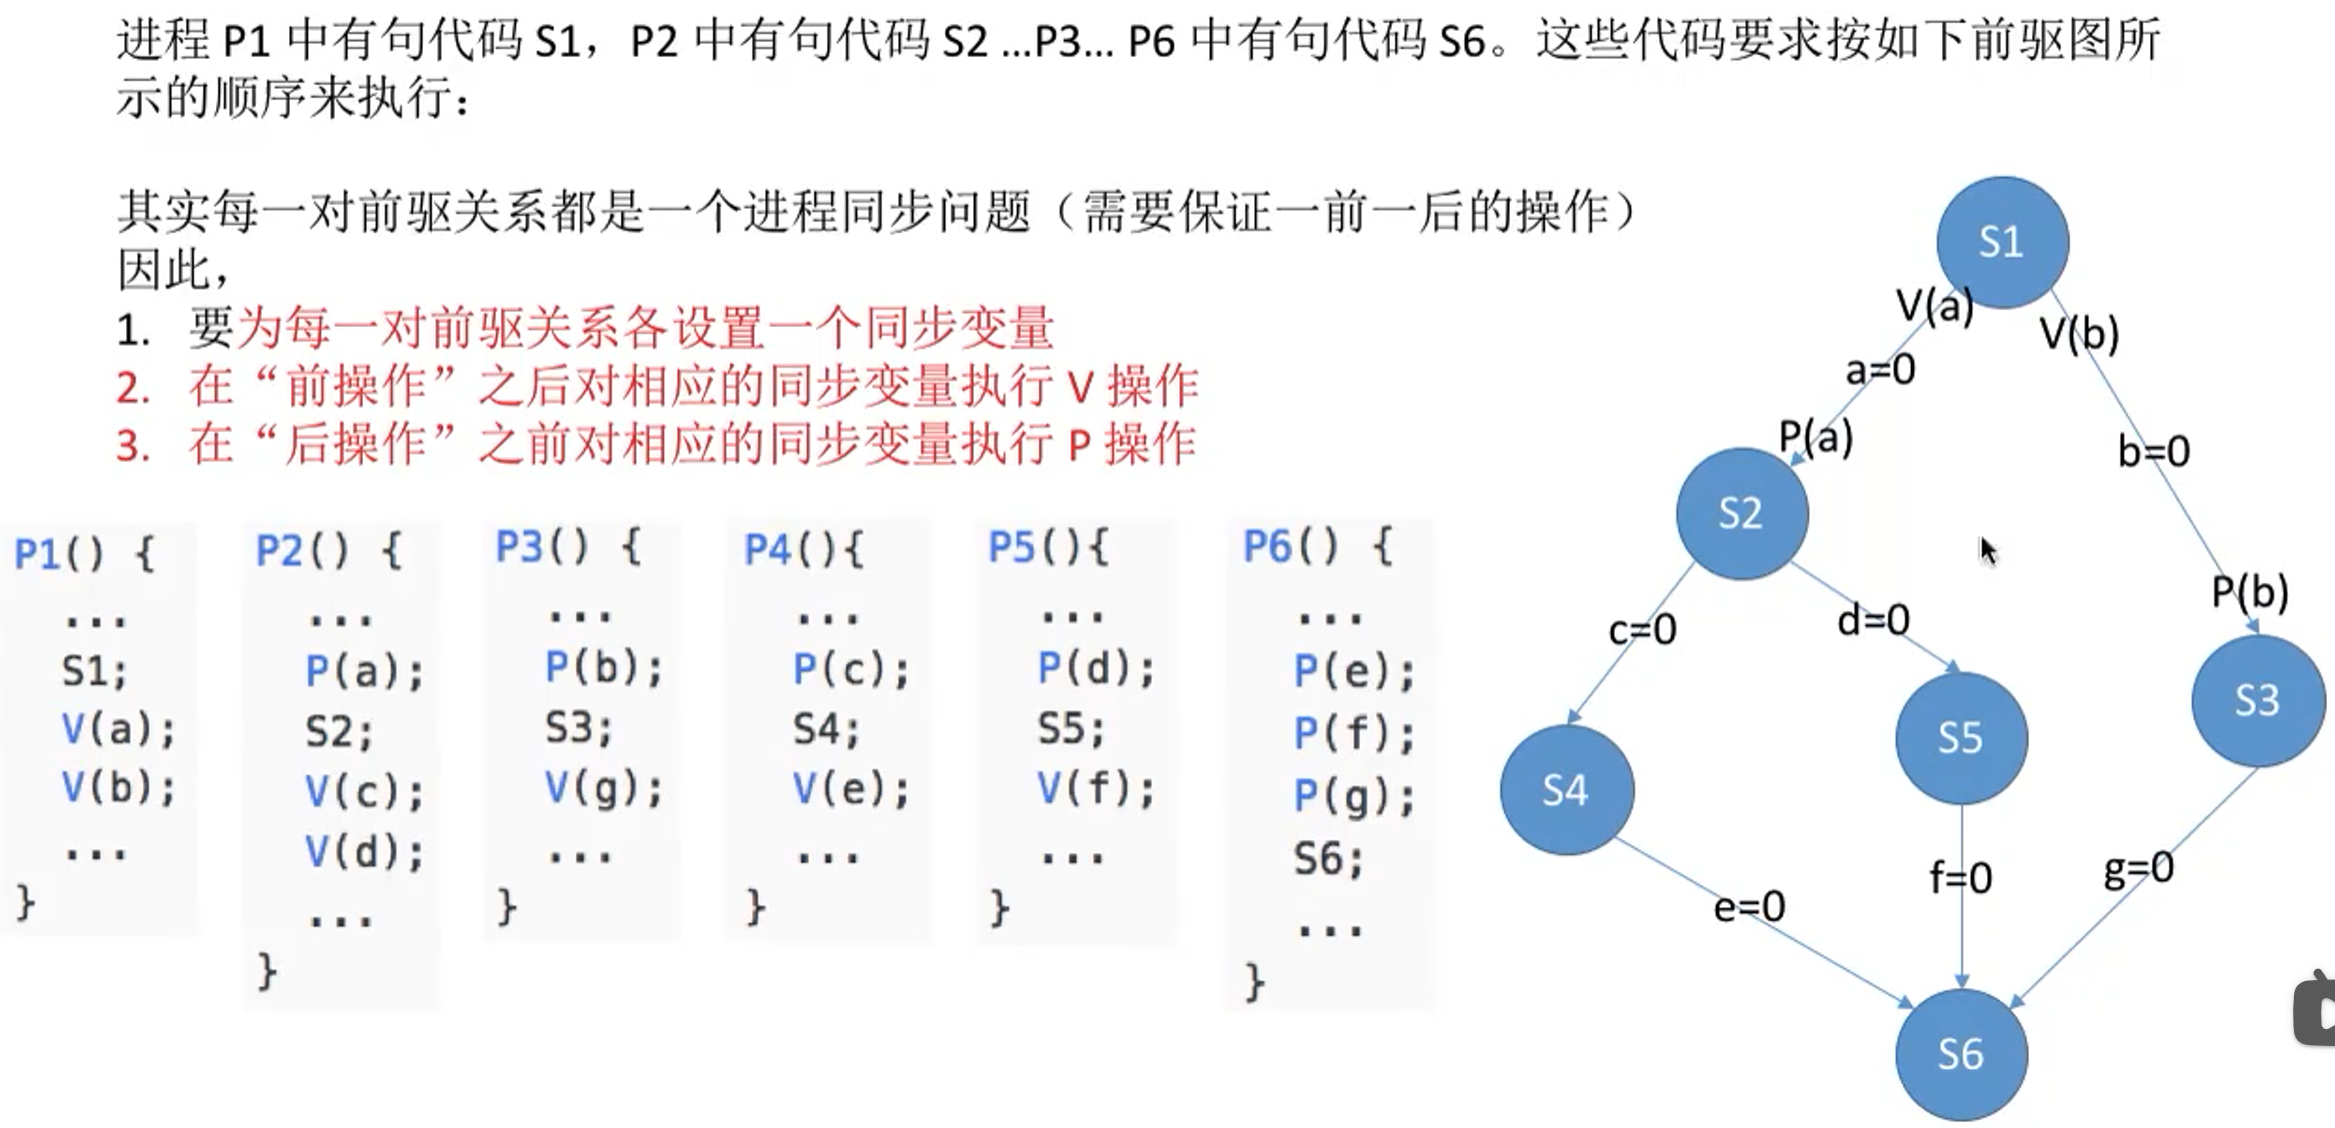 进程 P1 中有句代码 S1，P2 中有句代码 S2 ...P3... P6 中有句代码 S6。这些代码要求按如下前驱图所
示的顺序来执行：
其实每一对前驱关系都是一个进程同步问题（需要保证一前一后的操作）
因此，
1. 要为每一对前驱关系各设置一个同步变量
2. 在“前操作”之后对相应的同步变量执行 V 操作
3. 在“后操作”之前对相应的同步变量执行 P 操作
P1() {
...
S1;
V(a);
V(b);
...
}
P2() {
...
P(a);
S2;
V(c);
V(d);
...
}
P3() {
...
P(b);
S3;
V(g);
...
}
P4(){
...
P(c);
S4;
V(e);
...
}
P5(){
...
P(d);
S5;
V(f);
...
}
P6() {
...
P(e);
P(f);
P(g);
S6;
...
}
S1
V(a)
V(b)
a=0
P(a)
b=0
S2
P(b)
c=0
d=0
S3
S5
S4
f=0
g=0
e=0
S6